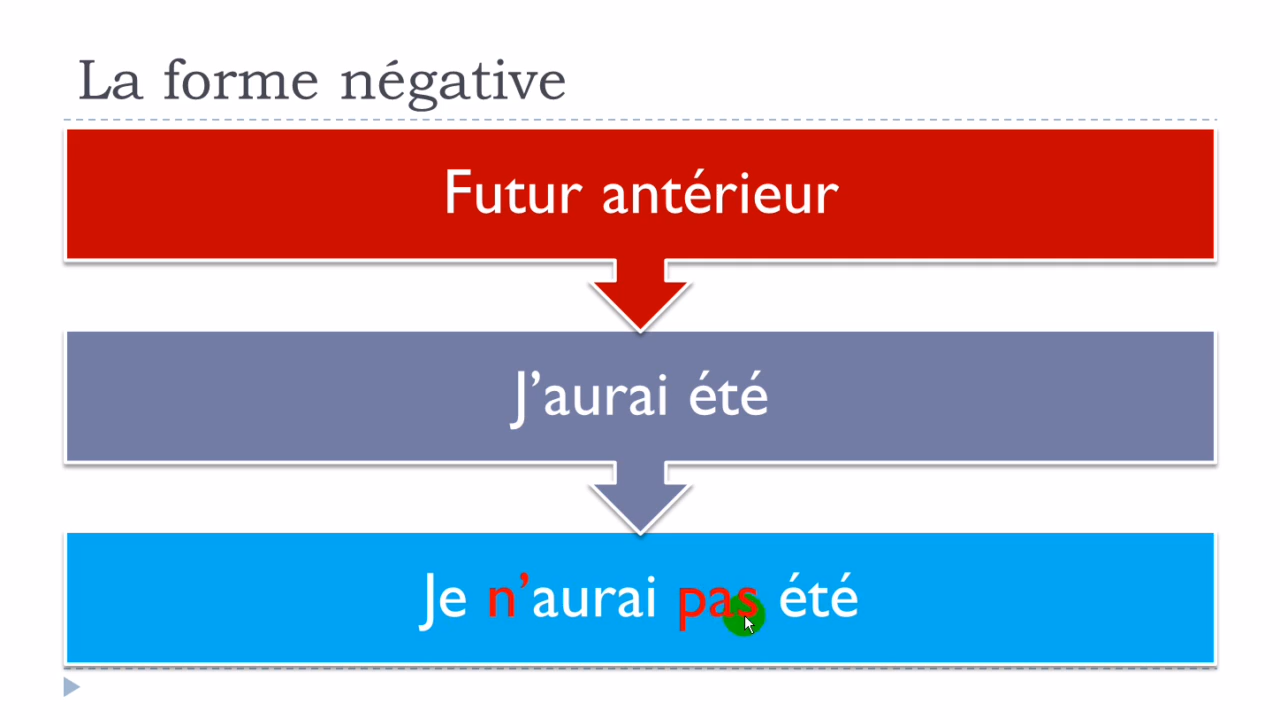 La forme négative
Futur antérieur
J’aurai été
Je n’aurai pas été